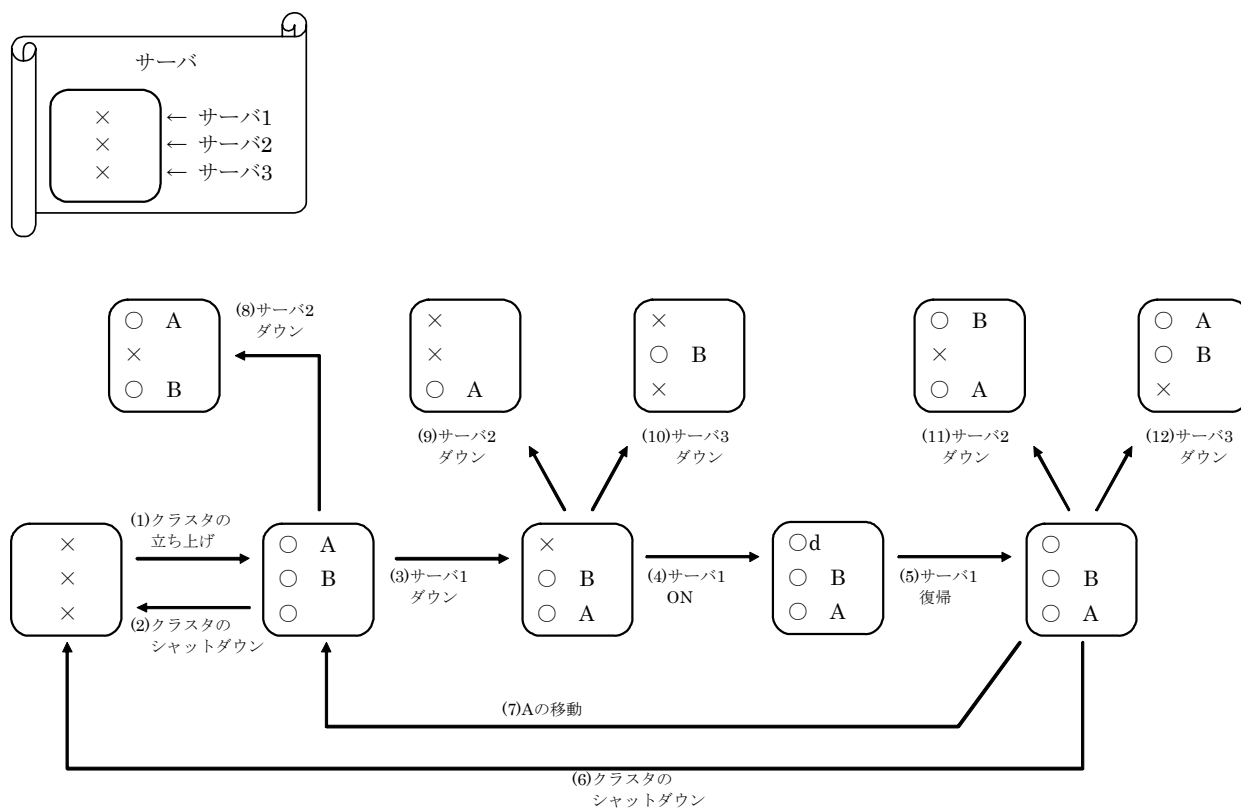 サーバ
× ← サーバ1
× ← サーバ2
× ← サーバ3
○ A
×
○ B
(8)サーバ2
ダウン
×
×
○ A
×
○ B
×
○ B
×
○ A
○ A
○ B
×
(9)サーバ2
ダウン
(10)サーバ3
ダウン
(11)サーバ2
ダウン
(12)サーバ3
ダウン
×
×
×
(1)クラスタの
立ち上げ
(2)クラスタの
シャットダウン
○ A
○ B
○
(3)サーバ1
ダウン
×
○ B
○ A
(4)サーバ1
ON
○d
○ B
○ A
(5)サーバ1
復帰
○
○ B
○ A
(7)Aの移動
(6)クラスタの
シャットダウン